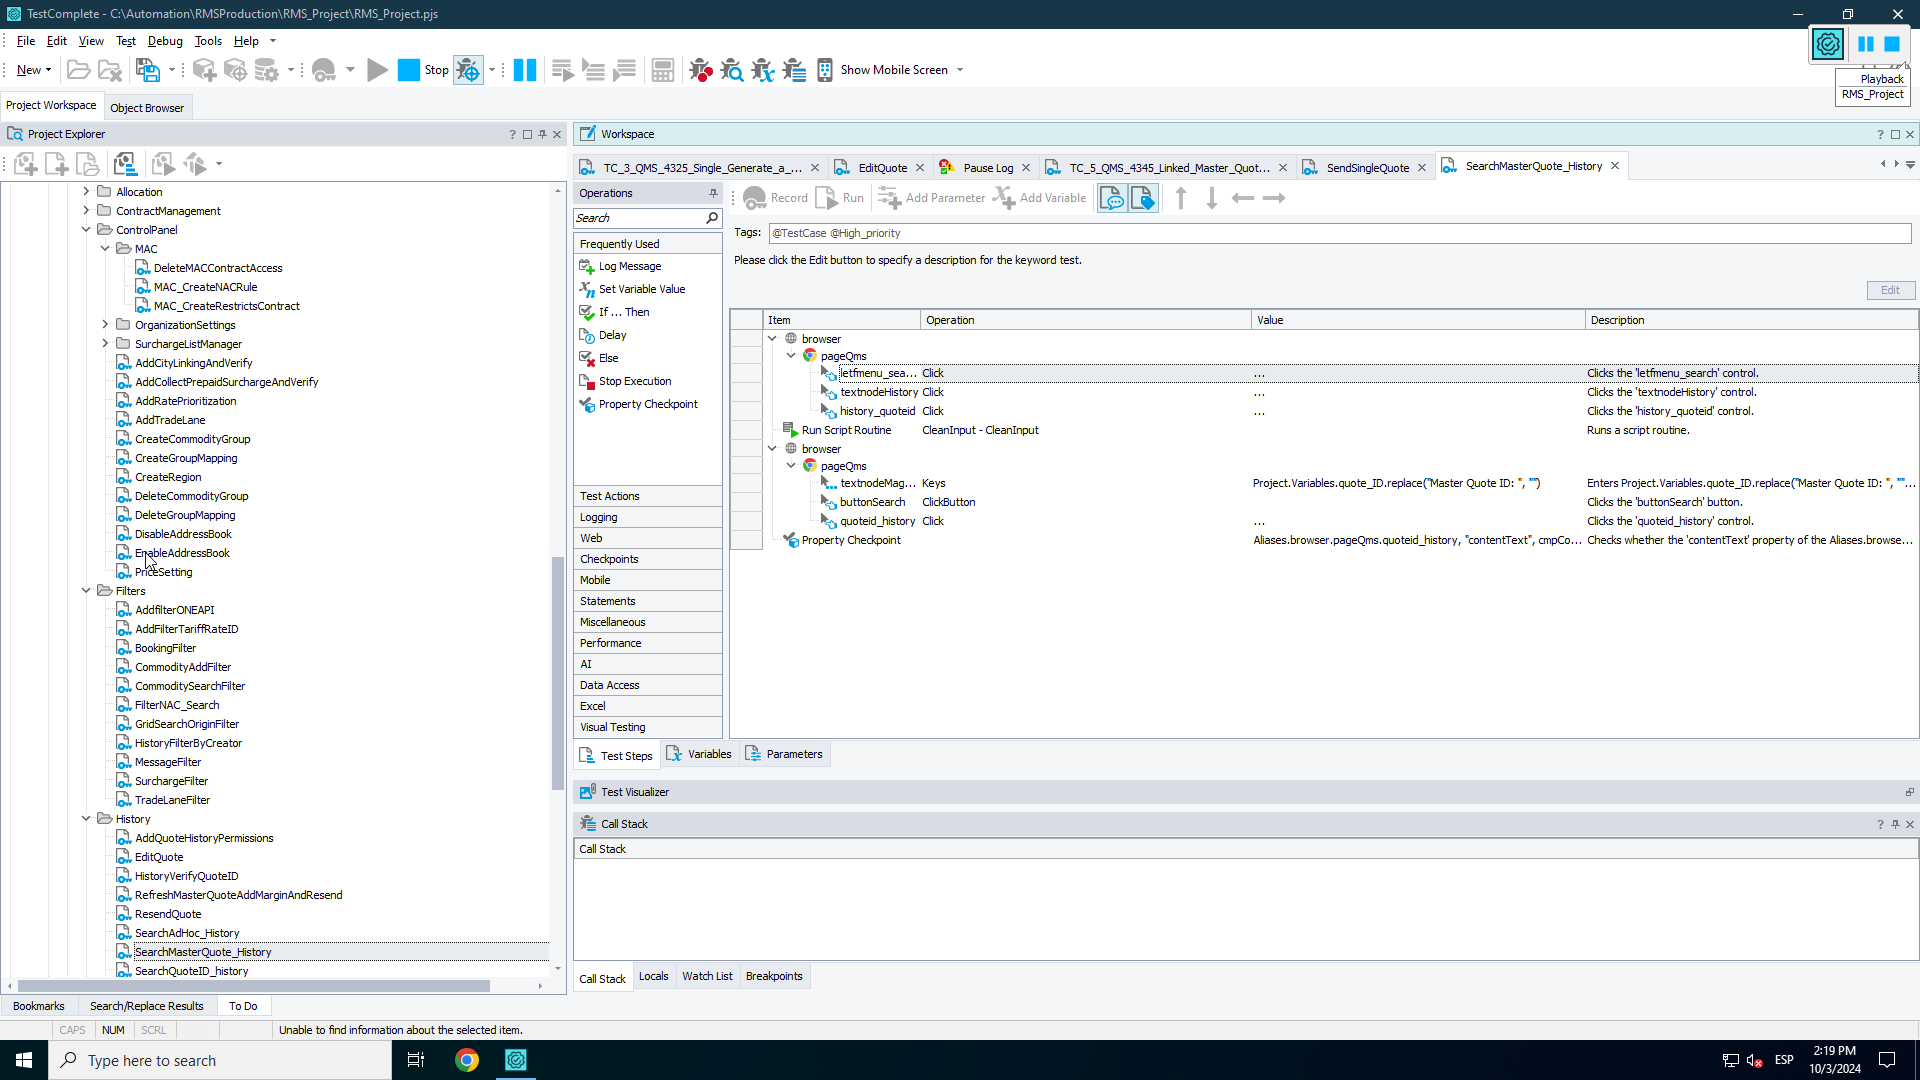 TestComplete - C:\Automation\RMSProduction\RMS_Project\RMS_Project.pjs
File Edit View Test Debug Tools Help
New Stop Show Mobile Screen
Playback
RMS_Project
Project Workspace Object Browser
Project Explorer
Allocation
ContractManagement
ControlPanel
MAC
DeleteMACContractAccess
MAC_CreateNACRule
MAC_CreateRestrictsContract
OrganizationSettings
SurchargeListManager
AddCityLinkingAndVerify
AddCollectPrepaidSurchargeAndVerify
AddRatePrioritization
AddTradeLane
CreateCommodityGroup
CreateGroupMapping
CreateRegion
DeleteCommodityGroup
DeleteGroupMapping
DisableAddressBook
EnableAddressBook
PriceSetting
Filters
AddfilterONEAPI
AddFilterTariffRateID
BookingFilter
CommodityAddFilter
CommoditySearchFilter
FilterNAC_Search
GridSearchOriginFilter
HistoryFilterByCreator
MessageFilter
SurchargeFilter
TradeLaneFilter
History
AddQuoteHistoryPermissions
EditQuote
HistoryVerifyQuoteID
RefreshMasterQuoteAddMarginAndResend
ResendQuote
SearchAdHoc_History
SearchMasterQuote_History
SearchQuoteID_history
Bookmarks Search/Replace Results To Do
Workspace
TC_3_QMS_4325_Single_Generate_a_... EditQuote Pause Log TC_5_QMS_4345_Linked_Master_Quot... SendSingleQuote SearchMasterQuote_History
Operations
Search
Frequently Used
Log Message
Set Variable Value
If ... Then
Delay
Else
Stop Execution
Property Checkpoint
Test Actions
Logging
Web
Checkpoints
Mobile
Statements
Miscellaneous
Performance
AI
Data Access
Excel
Visual Testing
Record Run Add Parameter Add Variable
Tags: @TestCase @High_priority
Please click the Edit button to specify a description for the keyword test.
Edit
Item Operation Value Description
browser
pageQms
letfmenu_sea... Click ... Clicks the 'letfmenu_search' control.
textnodeHistory Click ... Clicks the 'textnodeHistory' control.
history_quoteid Click ... Clicks the 'history_quoteid' control.
Run Script Routine CleanInput - CleanInput Runs a script routine.
browser
pageQms
textnodeMag... Keys Project.Variables.quote_ID.replace("Master Quote ID: ", "") Enters Project.Variables.quote_ID.replace("Master Quote ID: ", ""...
buttonSearch ClickButton Clicks the 'buttonSearch' button.
quoteid_history Click ... Clicks the 'quoteid_history' control.
Property Checkpoint Aliases.browser.pageQms.quoteid_history, "contentText", cmpCo... Checks whether the 'contentText' property of the Aliases.browse...
Test Steps Variables Parameters
Test Visualizer
Call Stack
Call Stack
Call Stack Locals Watch List Breakpoints
CAPS NUM SCRL Unable to find information about the selected item.
Type here to search
ESP
2:19 PM
10/3/2024